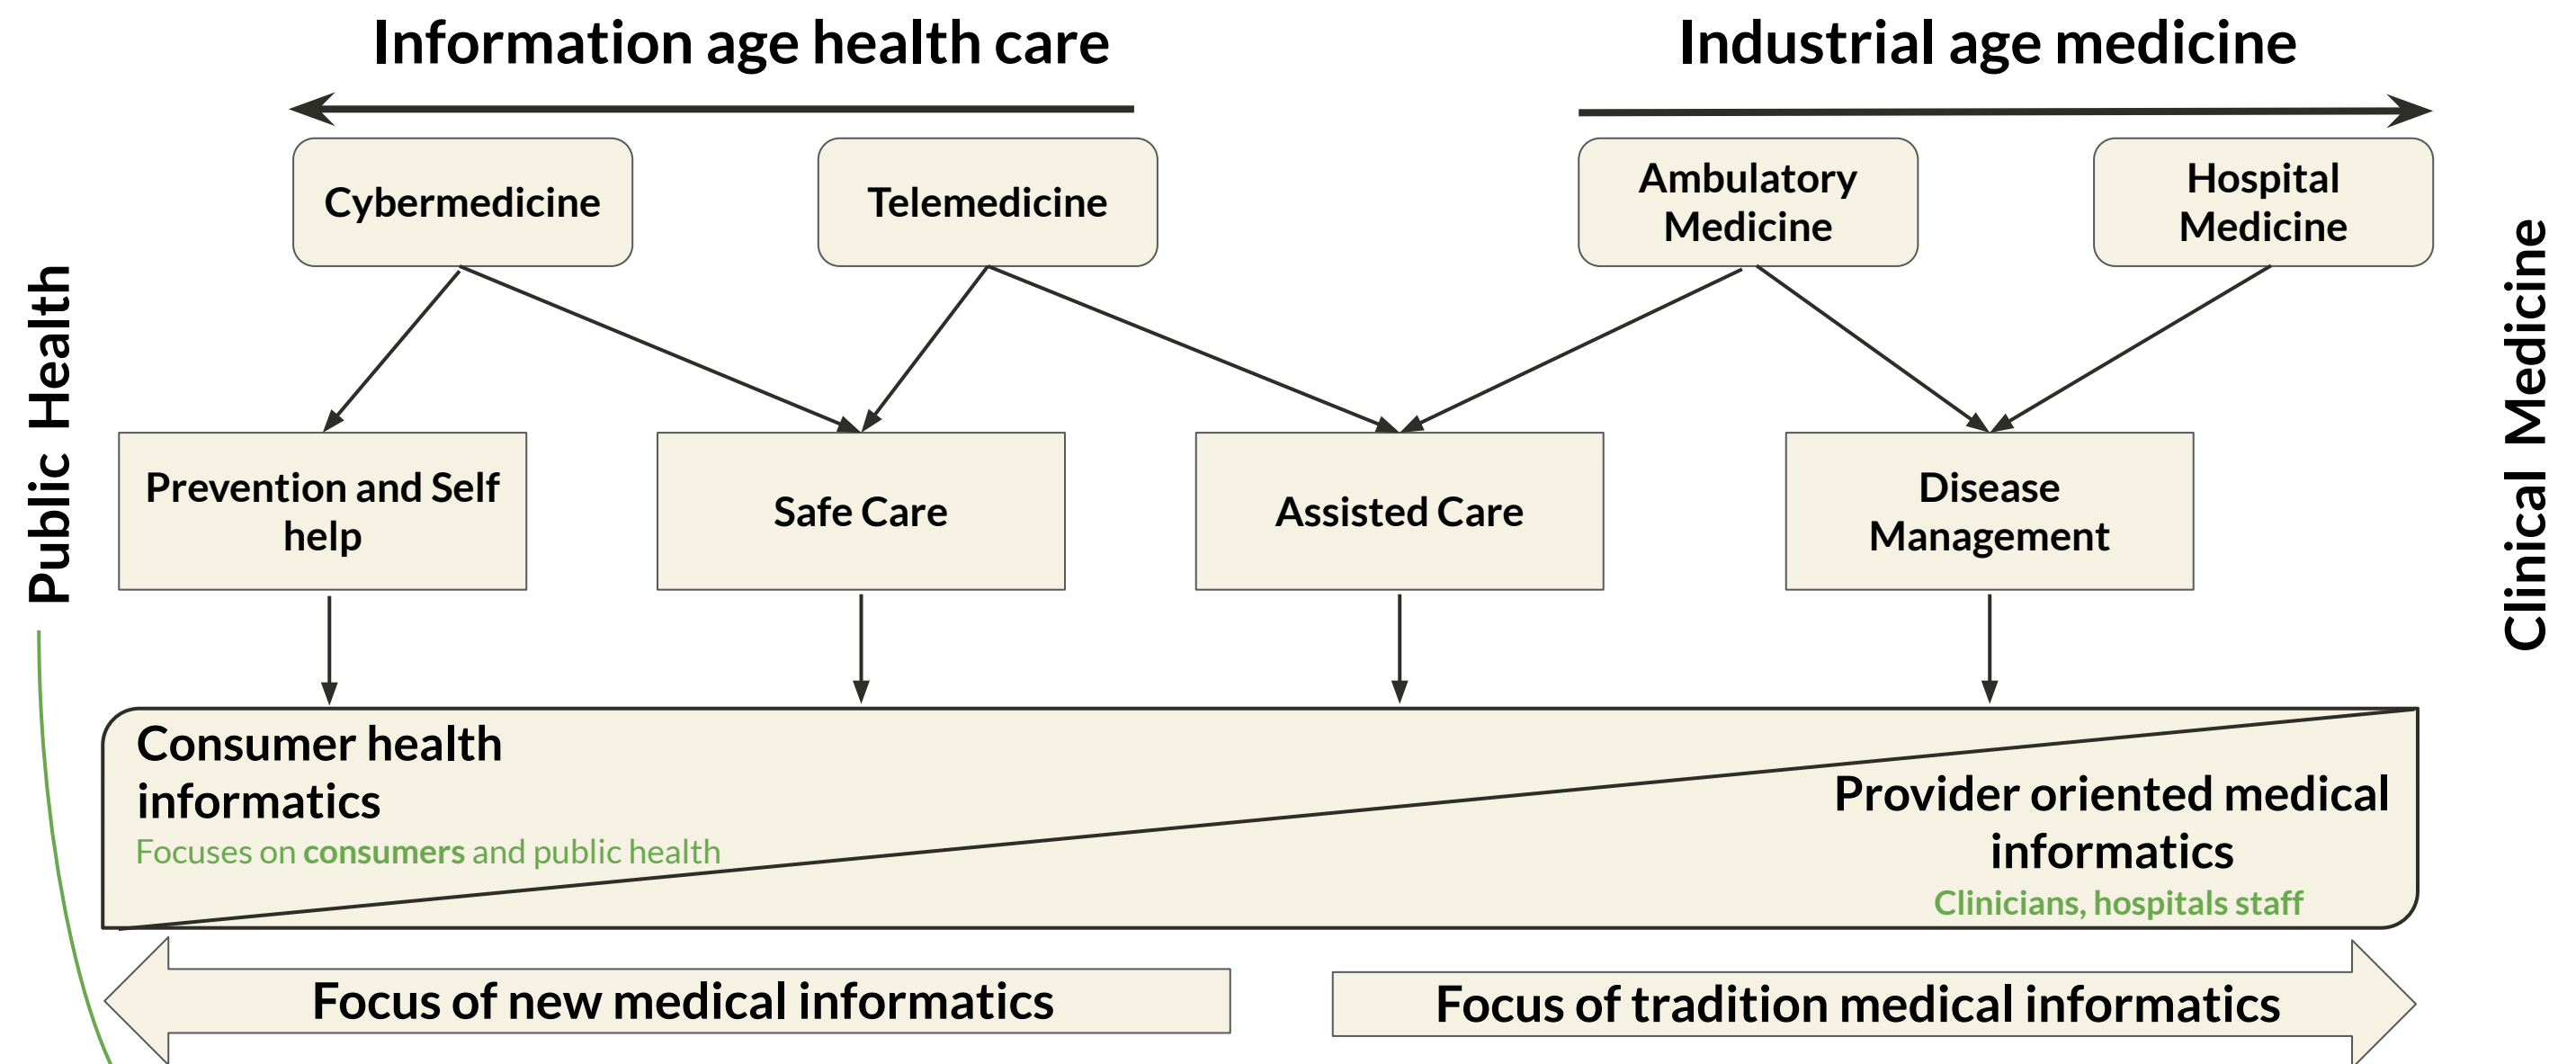 Information age health care
Industrial age medicine
Cybermedicine
Telemedicine
Ambulatory
Medicine
Hospital
Medicine
Public Health
Clinical Medicine
Prevention and Self
help
Safe Care
Assisted Care
Disease
Management
Consumer health
informatics
Focuses on consumers and public health
Provider oriented medical
informatics
Clinicians, hospitals staff
Focus of new medical informatics
Focus of tradition medical informatics